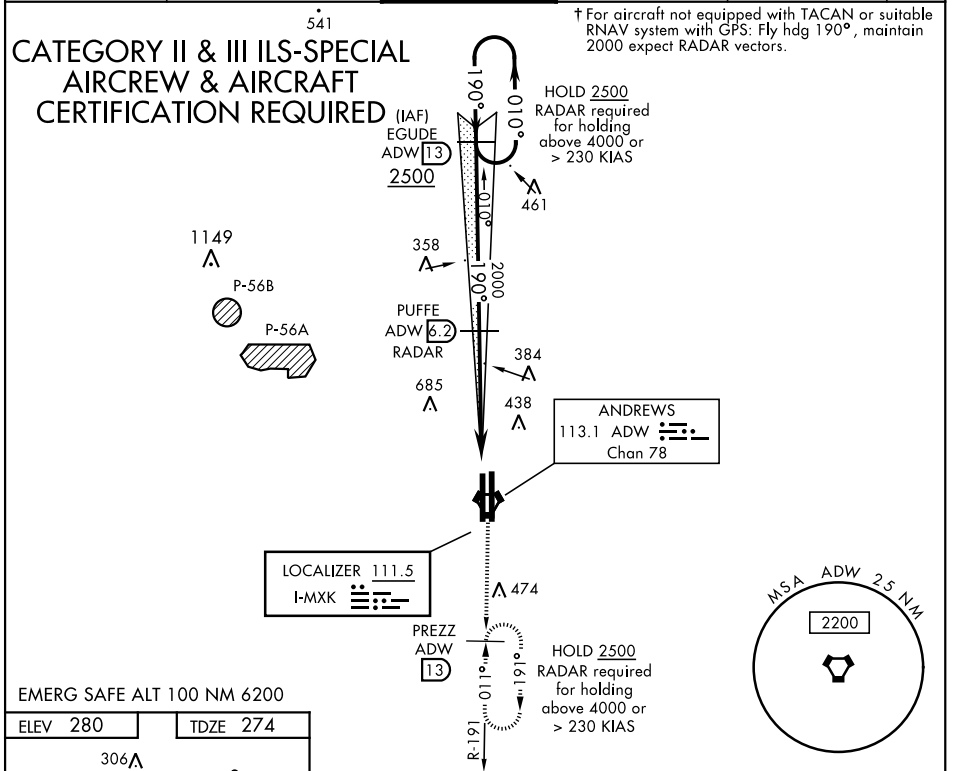 541
† For aircraft not equipped with TACAN or suitable
RNAV system with GPS: Fly hdg 190°, maintain
2000 expect RADAR vectors.
CATEGORY II & III ILS-SPECIAL
AIRCREW & AIRCRAFT
CERTIFICATION REQUIRED
190°
010°
HOLD 2500
RADAR required
for holding
above 4000 or
> 230 KIAS
(IAF)
EGUDE
ADW 13
2500
461
010°
1149
358
190°
2000
P-56B
P-56A
PUFFE
ADW 6.2
RADAR
384
685
438
ANDREWS
113.1 ADW
Chan 78
LOCALIZER 111.5
I-MXK
474
PREZZ
ADW
13
011°
191°
R-191
HOLD 2500
RADAR required
for holding
above 4000 or
> 230 KIAS
MSA ADW 25 NM
2200
EMERG SAFE ALT 100 NM 6200
ELEV 280
TDZE 274
306